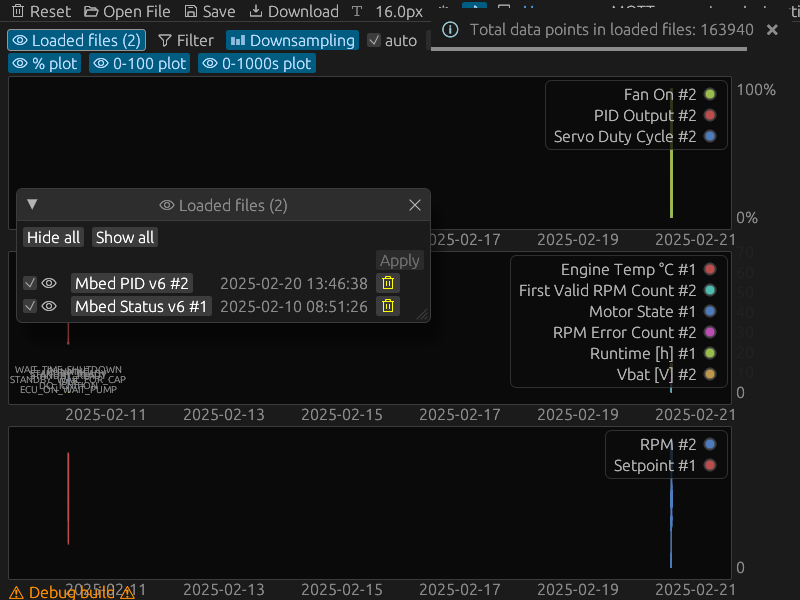 Reset Open File Save Download T 16.0px
Total data points in loaded files: 163940
Loaded files (2) Filter Downsampling auto
% plot 0-100 plot 0-1000s plot
Fan On #2
PID Output #2
Servo Duty Cycle #2
100%
0%
Loaded files (2)
Hide all Show all
Apply
Mbed PID v6 #2 2025-02-20 13:46:38
Mbed Status v6 #1 2025-02-10 08:51:26
025-02-17 2025-02-19 2025-02-21
Engine Temp °C #1
First Valid RPM Count #2
Motor State #1
RPM Error Count #2
Runtime [h] #1
Vbat [V] #2
0
ECU_ON_WAIT_PUMP
2025-02-11 2025-02-13 2025-02-15 2025-02-17 2025-02-19 2025-02-21
RPM #2
Setpoint #1
0
2025-02-11 2025-02-13 2025-02-15 2025-02-17 2025-02-19 2025-02-21
Debug build